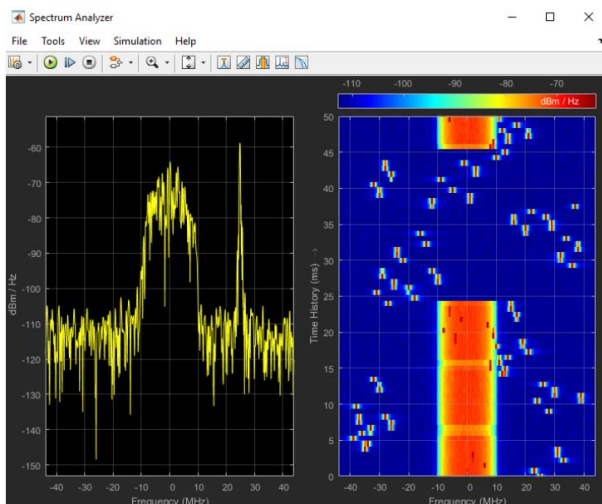 Spectrum Analyzer
File Tools View Simulation Help
-110 -100 -90 -80 -70
dBm / Hz
-60
-70
-80
-90
-100
-110
-120
-130
-140
-150
dBm / Hz
-40 -30 -20 -10 0 10 20 30 40
Frequency (MHz)
50
45
40
35
30
25
20
15
10
5
0
Time History (ms) →
-40 -30 -20 -10 0 10 20 30 40
Frequency (MHz)